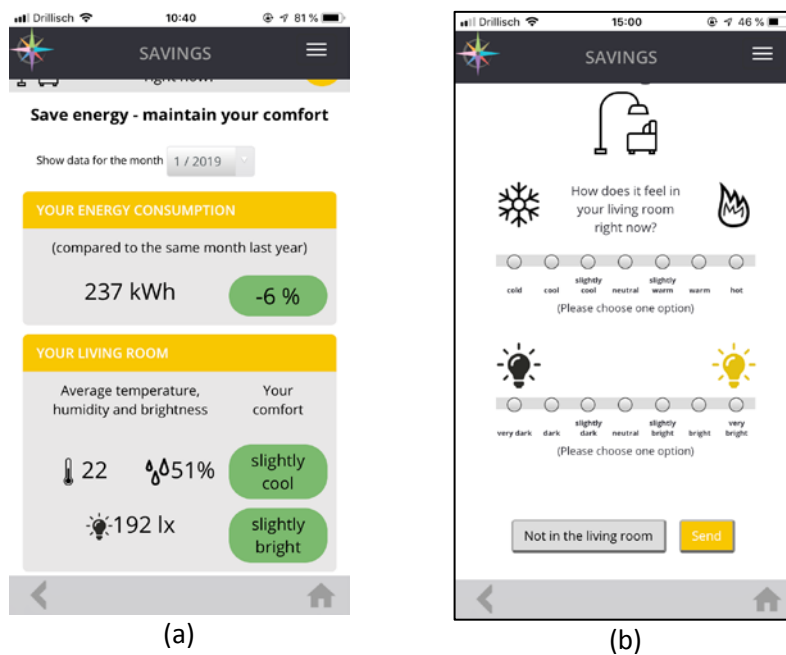 Drillisch 10:40 81 %
SAVINGS
right now?
Save energy - maintain your comfort
Show data for the month 1 / 2019
YOUR ENERGY CONSUMPTION
(compared to the same month last year)
237 kWh -6 %
YOUR LIVING ROOM
Average temperature, Your
humidity and brightness comfort
22 51% slightly
cool
192 lx slightly
bright
(a)
Drillisch 15:00 46 %
SAVINGS
How does it feel in
your living room
right now?
cold cool slightly cool neutral slightly warm warm hot
(Please choose one option)
very dark dark slightly dark neutral slightly bright bright very bright
(Please choose one option)
Not in the living room Send
(b)